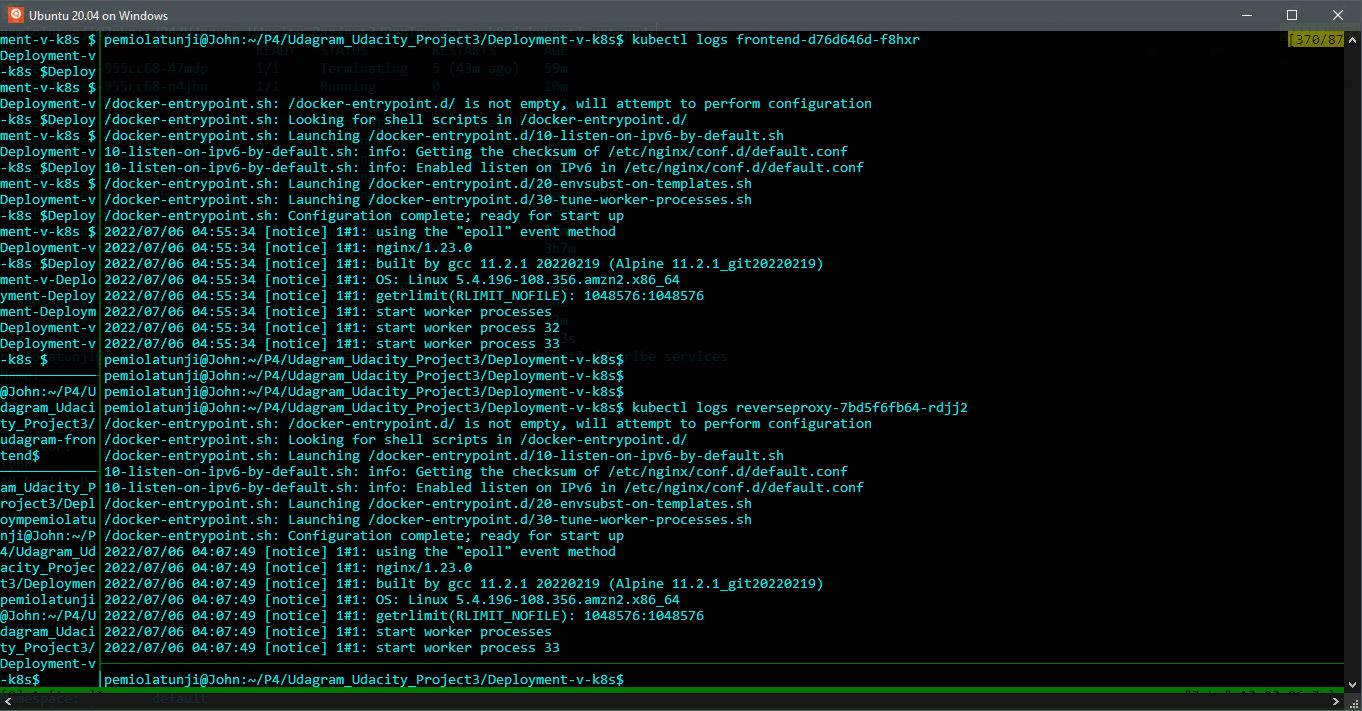 Ubuntu 20.04 on Windows
ment-v-k8s $ pemiolatunji@John:~/P4/Udagram_Udacity_Project3/Deployment-v-k8s$ kubectl logs frontend-d76d646d-f8hxr [370/87
Deployment-v
-k8s $Deploy 955cc68-47mdp 1/1 Terminating 5 (43m ago) 59m
ment-v-k8s $ 955cc68-n4jbn 1/1 Running 0 10m
Deployment-v /docker-entrypoint.sh: /docker-entrypoint.d/ is not empty, will attempt to perform configuration
-k8s $Deploy /docker-entrypoint.sh: Looking for shell scripts in /docker-entrypoint.d/
ment-v-k8s $ /docker-entrypoint.sh: Launching /docker-entrypoint.d/10-listen-on-ipv6-by-default.sh
Deployment-v 10-listen-on-ipv6-by-default.sh: info: Getting the checksum of /etc/nginx/conf.d/default.conf
-k8s $Deploy 10-listen-on-ipv6-by-default.sh: info: Enabled listen on IPv6 in /etc/nginx/conf.d/default.conf
ment-v-k8s $ /docker-entrypoint.sh: Launching /docker-entrypoint.d/20-envsubst-on-templates.sh
Deployment-v /docker-entrypoint.sh: Launching /docker-entrypoint.d/30-tune-worker-processes.sh
-k8s $Deploy /docker-entrypoint.sh: Configuration complete; ready for start up
ment-v-k8s $ 2022/07/06 04:55:34 [notice] 1#1: using the "epoll" event method
Deployment-v 2022/07/06 04:55:34 [notice] 1#1: nginx/1.23.0
-k8s $Deploy 2022/07/06 04:55:34 [notice] 1#1: built by gcc 11.2.1 20220219 (Alpine 11.2.1_git20220219)
ment-v-Deplo 2022/07/06 04:55:34 [notice] 1#1: OS: Linux 5.4.196-108.356.amzn2.x86_64
yment-Deploy 2022/07/06 04:55:34 [notice] 1#1: getrlimit(RLIMIT_NOFILE): 1048576:1048576
ment-Deploym 2022/07/06 04:55:34 [notice] 1#1: start worker processes
Deployment-v 2022/07/06 04:55:34 [notice] 1#1: start worker process 32
Deployment-v 2022/07/06 04:55:34 [notice] 1#1: start worker process 33
-k8s $ pemiolatunji@John:~/P4/Udagram_Udacity_Project3/Deployment-v-k8s$
pemiolatunji@John:~/P4/Udagram_Udacity_Project3/Deployment-v-k8s$
@John:~/P4/U pemiolatunji@John:~/P4/Udagram_Udacity_Project3/Deployment-v-k8s$
dagram_Udaci pemiolatunji@John:~/P4/Udagram_Udacity_Project3/Deployment-v-k8s$ kubectl logs reverseproxy-7bd5f6fb64-rdjj2
ty_Project3/ /docker-entrypoint.sh: /docker-entrypoint.d/ is not empty, will attempt to perform configuration
udagram-fron /docker-entrypoint.sh: Looking for shell scripts in /docker-entrypoint.d/
tend$ /docker-entrypoint.sh: Launching /docker-entrypoint.d/10-listen-on-ipv6-by-default.sh
10-listen-on-ipv6-by-default.sh: info: Getting the checksum of /etc/nginx/conf.d/default.conf
am_Udacity_P 10-listen-on-ipv6-by-default.sh: info: Enabled listen on IPv6 in /etc/nginx/conf.d/default.conf
roject3/Depl /docker-entrypoint.sh: Launching /docker-entrypoint.d/20-envsubst-on-templates.sh
oympemiolatu /docker-entrypoint.sh: Launching /docker-entrypoint.d/30-tune-worker-processes.sh
nji@John:~/P /docker-entrypoint.sh: Configuration complete; ready for start up
4/Udagram_Ud 2022/07/06 04:07:49 [notice] 1#1: using the "epoll" event method
acity_Projec 2022/07/06 04:07:49 [notice] 1#1: nginx/1.23.0
t3/Deploymen 2022/07/06 04:07:49 [notice] 1#1: built by gcc 11.2.1 20220219 (Alpine 11.2.1_git20220219)
pemiolatunji 2022/07/06 04:07:49 [notice] 1#1: OS: Linux 5.4.196-108.356.amzn2.x86_64
@John:~/P4/U 2022/07/06 04:07:49 [notice] 1#1: getrlimit(RLIMIT_NOFILE): 1048576:1048576
dagram_Udaci 2022/07/06 04:07:49 [notice] 1#1: start worker processes
ty_Project3/ 2022/07/06 04:07:49 [notice] 1#1: start worker process 33
Deployment-v
-k8s$ pemiolatunji@John:~/P4/Udagram_Udacity_Project3/Deployment-v-k8s$
default